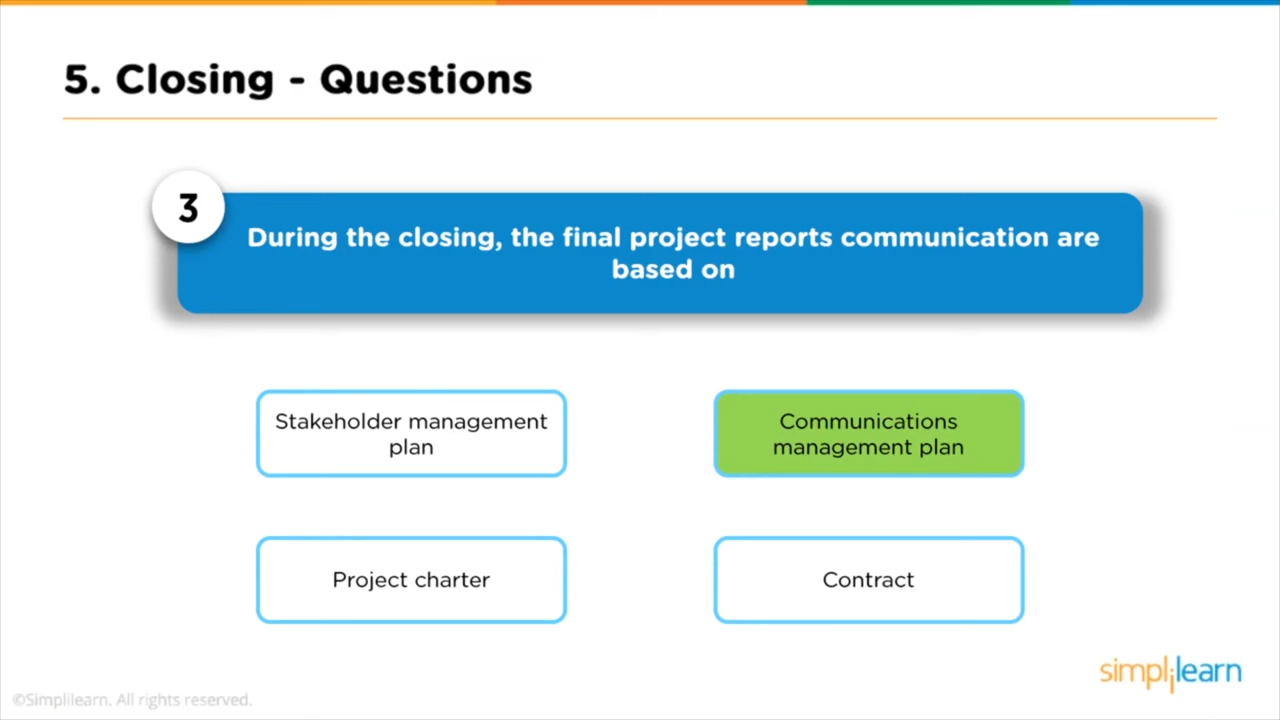 5. Closing - Questions
3
During the closing, the final project reports communication are
based on
Stakeholder management
plan
Communications
management plan
Project charter
Contract
simplilearn
©Simplilearn. All rights reserved.